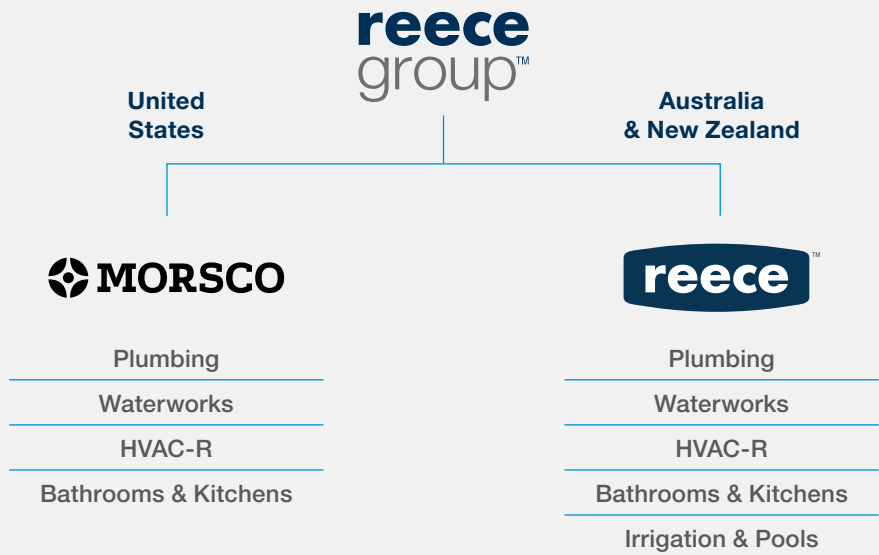 reece
group™
United
States
Australia
& New Zealand
MORSCO
reece™
Plumbing
Waterworks
HVAC-R
Bathrooms & Kitchens
Plumbing
Waterworks
HVAC-R
Bathrooms & Kitchens
Irrigation & Pools